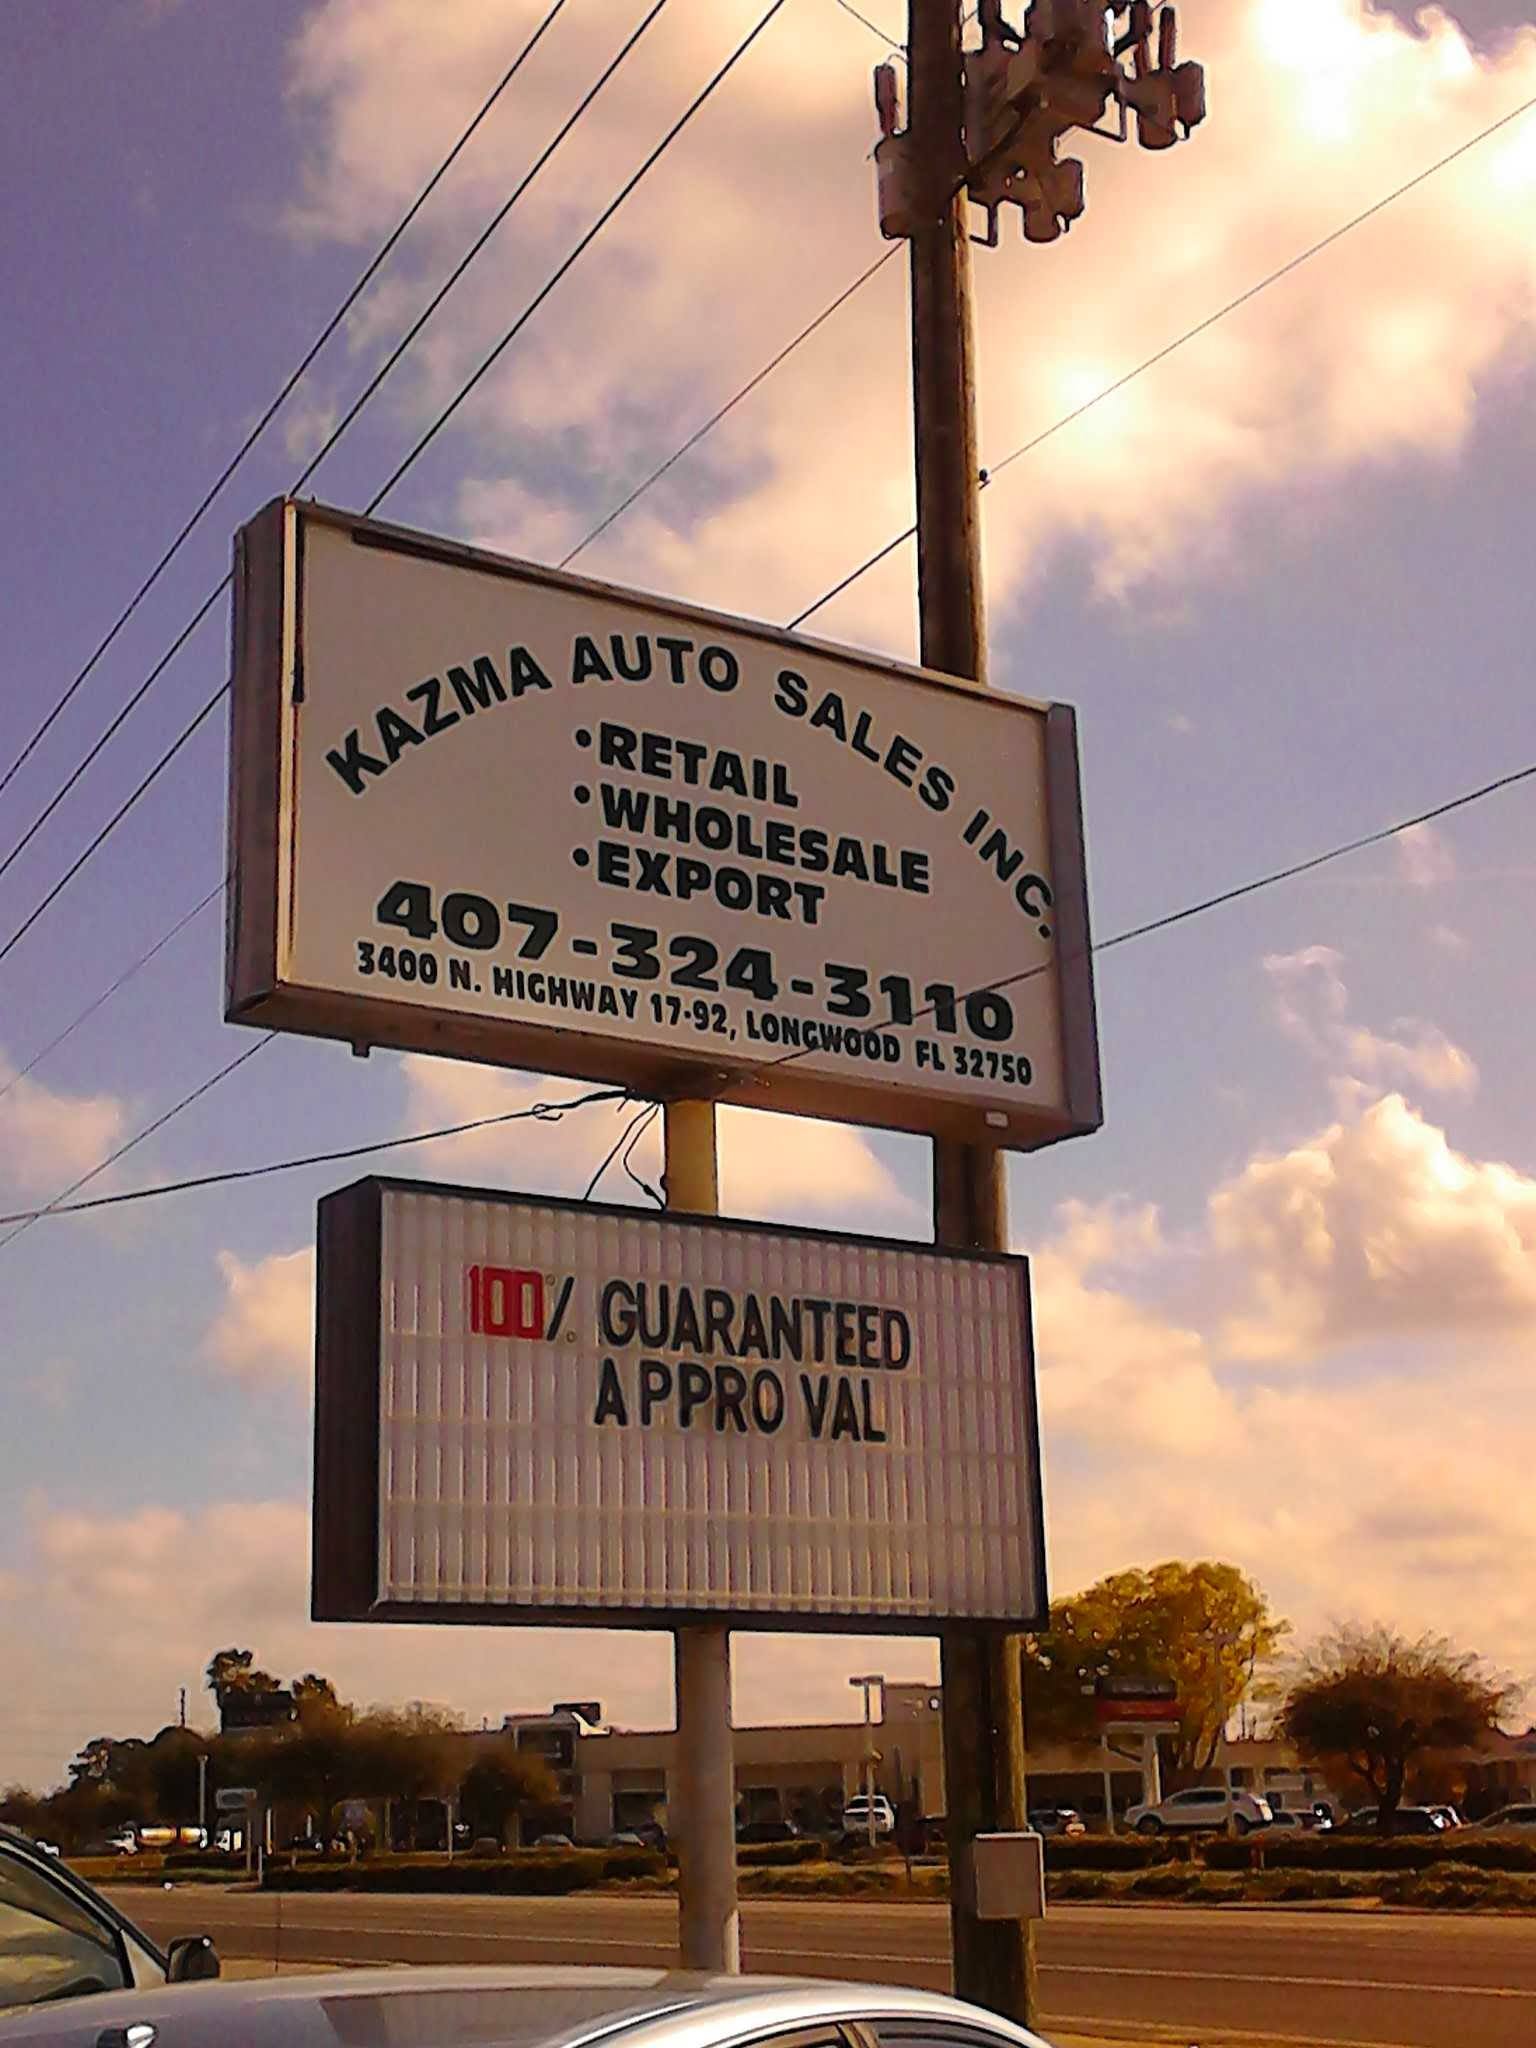 KAZMA AUTO SALES INC.
•RETAIL
•WHOLESALE
•EXPORT
407-324-3110
3400 N. HIGHWAY 17-92, LONGWOOD FL 32750
100% GUARANTEED
APPRO VAL